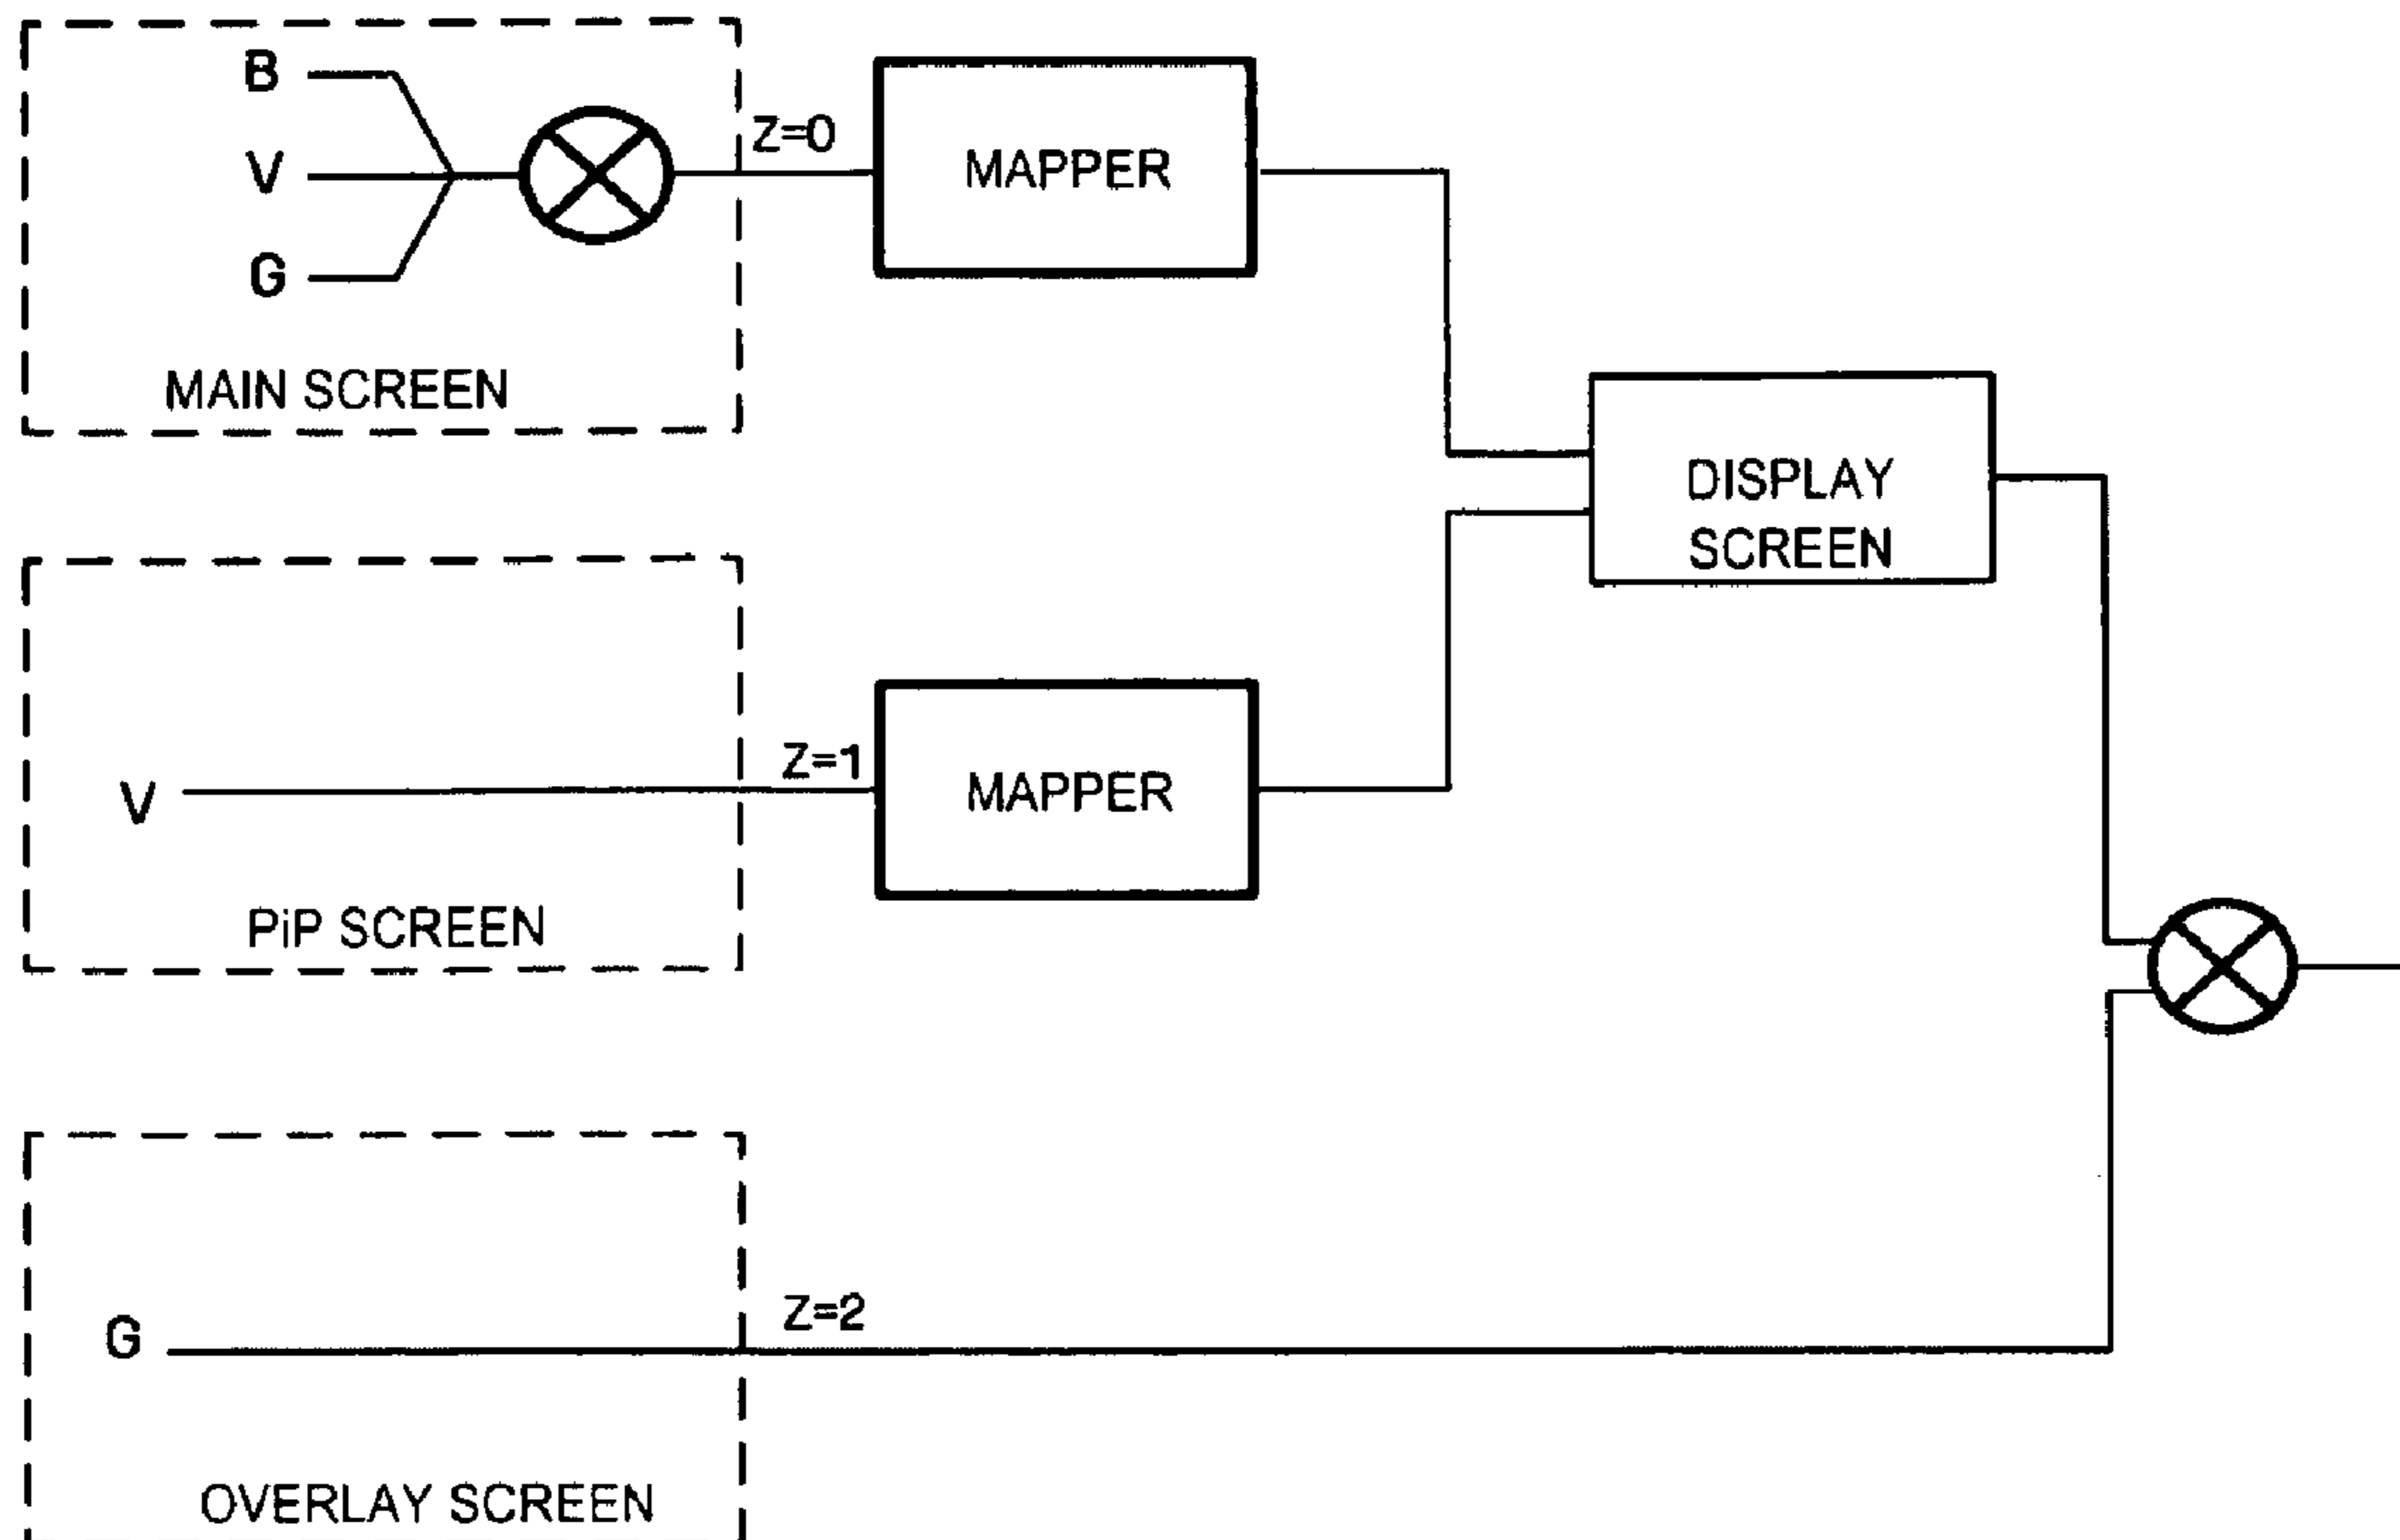 B
V
G
Z=0
MAPPER
MAIN SCREEN
DISPLAY
SCREEN
V
Z=1
MAPPER
PiP SCREEN
G
Z=2
OVERLAY SCREEN